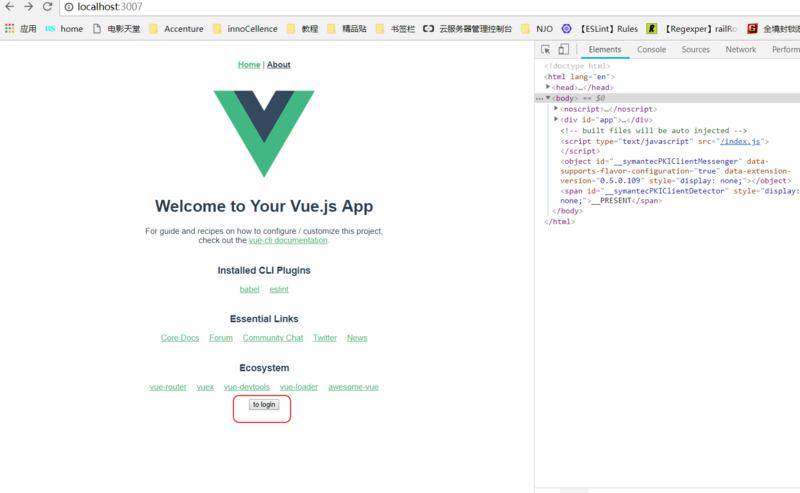 localhost:3007
应用 BS home 电影天堂 Accenture innoCellence 教程 精品贴 书签栏 云服务器管理控制台 NJO 【ESLint】Rules 【Regexper】railRo 全境封锁
Home | About
Welcome to Your Vue.js App
For guide and recipes on how to configure / customize this project,
check out the vue-cli documentation.
Installed CLI Plugins
babel eslint
Essential Links
Core Docs Forum Community Chat Twitter News
Ecosystem
vue-router vuex vue-devtools vue-loader awesome-vue
to login
Elements Console Sources Network Perform
<!doctype html>
<html lang="en">
<head>…</head>
<body> == $0
<noscript>…</noscript>
<div id="app">…</div>
<!-- built files will be auto injected -->
<script type="text/javascript" src="/index.js">
</script>
<object id="__symantecPKIClientMessenger" data-
supports-flavor-configuration="true" data-extension-
version="0.5.0.109" style="display: none;"></object>
<span id="__symantecPKIClientDetector" style="display:
none;">__PRESENT</span>
</body>
</html>